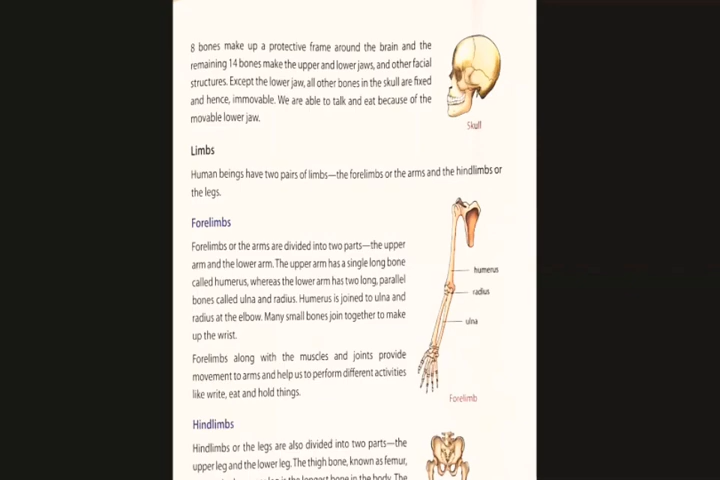 8 bones make up a protective frame around the brain and the
remaining 14 bones make the upper and lower jaws, and other facial
structures. Except the lower jaw, all other bones in the skull are fixed
and hence, immovable. We are able to talk and eat because of the
movable lower jaw.
Skull
Limbs
Human beings have two pairs of limbs—the forelimbs or the arms and the hindlimbs or
the legs.
Forelimbs
Forelimbs or the arms are divided into two parts—the upper
arm and the lower arm. The upper arm has a single long bone
called humerus, whereas the lower arm has two long, parallel
bones called ulna and radius. Humerus is joined to ulna and
radius at the elbow. Many small bones join together to make
up the wrist.
Forelimbs along with the muscles and joints provide
movement to arms and help us to perform different activities
like write, eat and hold things.
humerus
radius
ulna
Forelimb
Hindlimbs
Hindlimbs or the legs are also divided into two parts—the
upper leg and the lower leg. The thigh bone, known as femur,
is the longest bone in the body. The